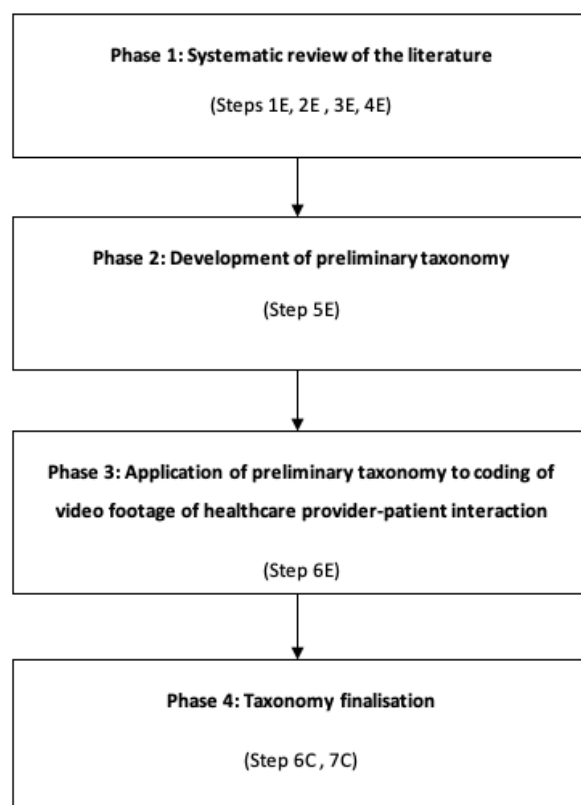 Phase 1: Systematic review of the literature
(Steps 1E, 2E , 3E, 4E)
Phase 2: Development of preliminary taxonomy
(Step 5E)
Phase 3: Application of preliminary taxonomy to coding of
video footage of healthcare provider-patient interaction
(Step 6E)
Phase 4: Taxonomy finalisation
(Step 6C , 7C)